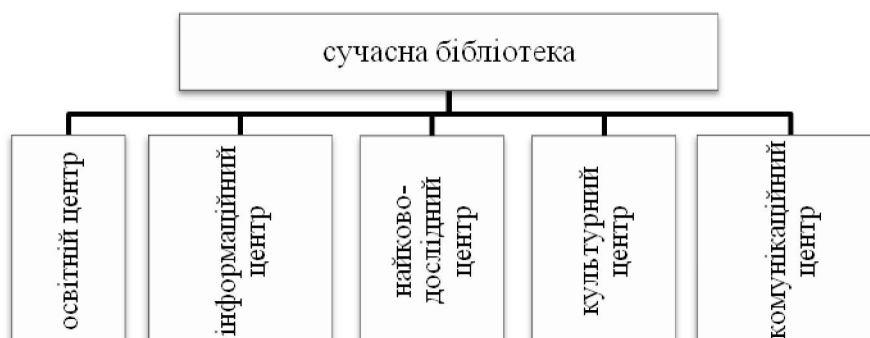 сучасна бібліотека
освітній центр
інформаційний
центр
найково-
дослідний
центр
культурний
центр
комунікаційний
центр